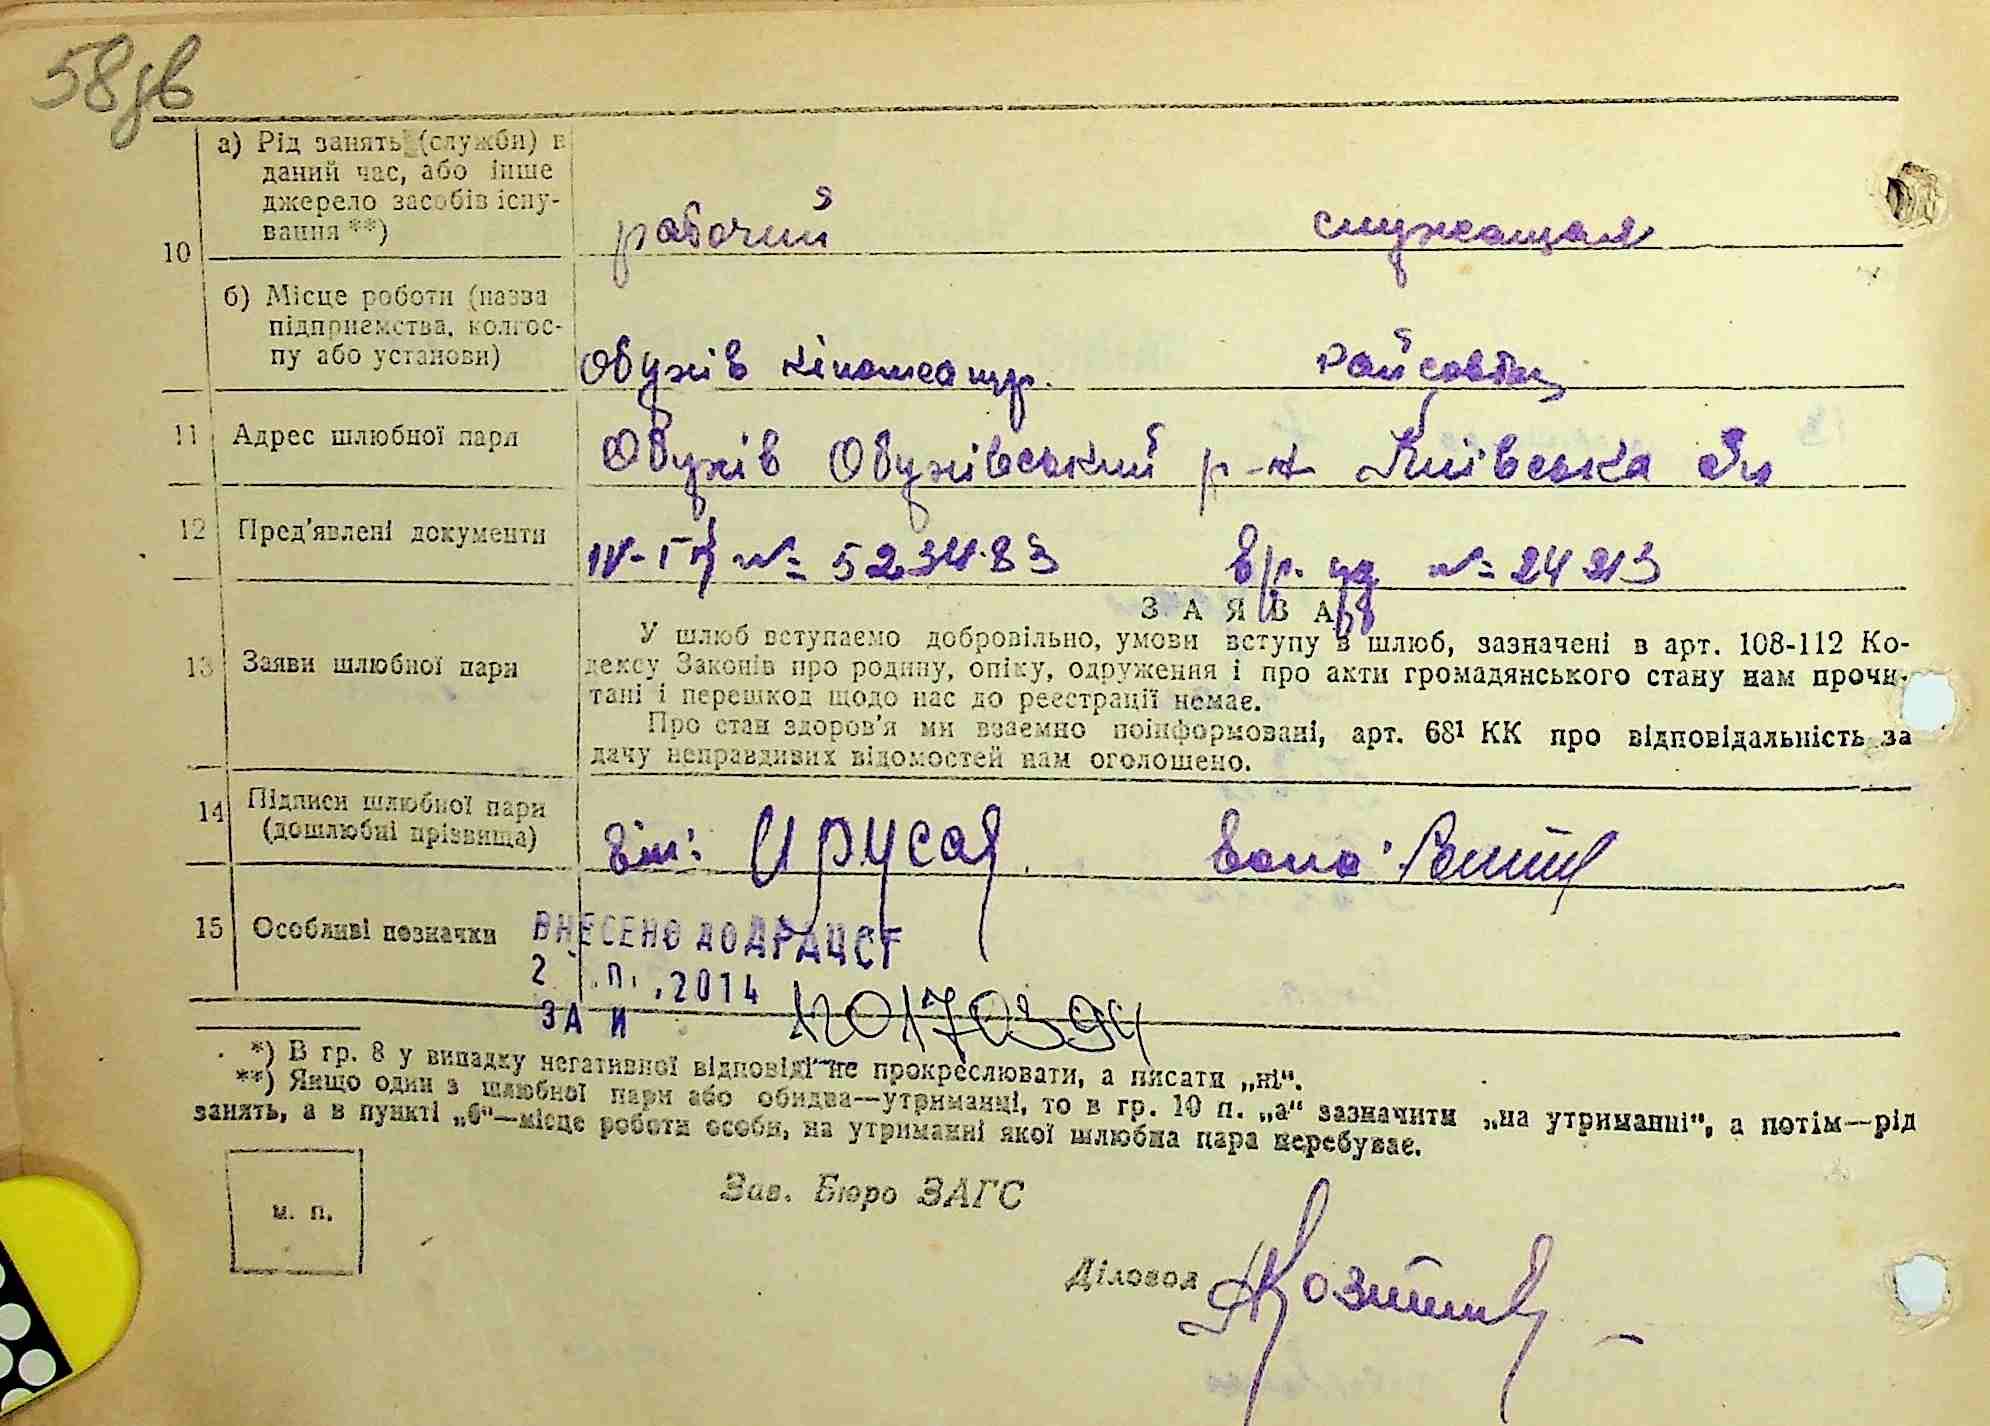 58зв
а) Рід занять (служби) в
даний час, або інше
джерело засобів існу-
вання **)
10
рабочий служащая
б) Місце роботи (назва
підприємства, колгос-
пу або установи)
Обухів кінотеатр. райсовєт
11 Адрес шлюбної пари
Обухів Обухівський р-н Київська
12 Пред'явлені документи
№ 523483 № 24213
З А Я В А
13 Заяви шлюбної пари
У шлюб вступаємо добровільно, умови вступу в шлюб, зазначені в арт. 108-112 Ко-
дексу Законів про родину, опіку, одруження і про акти громадянського стану нам прочи-
тані і перешкод щодо нас до реєстрації немає.
Про стан здоров'я ми взаємно поінформовані, арт. 68¹ КК про відповідальність за
дачу неправдивих відомостей нам оголошено.
14 Підписи шлюбної пари
(дошлюбні прізвища)
Він: Вона:
15 Особливі позначки
ВНЕСЕНО ДО ДРАЦСГ
2 .П. .2014
ЗА И 120170394
*) В гр. 8 у випадку негативної відповіді не прокреслювати, а писати „ні".
**) Якщо один з шлюбної пари або обидва—утриманці, то в гр. 10 п. „а" зазначити „на утриманні", а потім—рід
занять, а в пункті „б"—місце роботи особи, на утриманні якої шлюбна пара перебуває.
м. п.
Зав. Бюро ЗАГС
Діловод